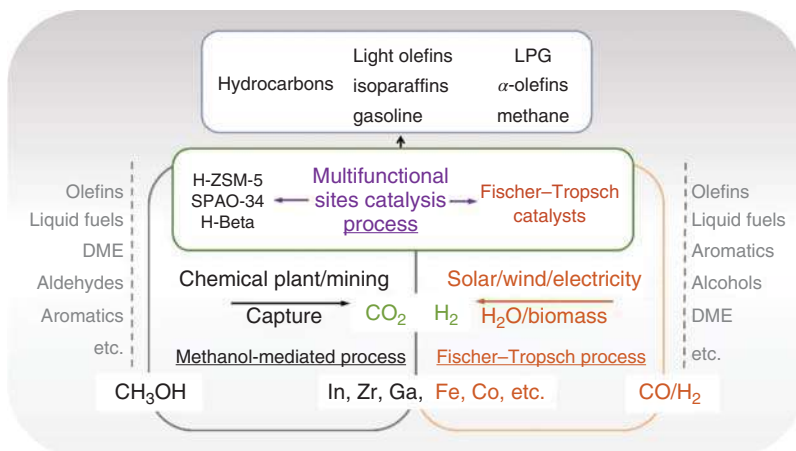 Hydrocarbons
Light olefins
isoparaffins
gasoline
LPG
α-olefins
methane
H-ZSM-5
SPAO-34
H-Beta
Multifunctional
sites catalysis
process
Fischer–Tropsch
catalysts
Olefins
Liquid fuels
DME
Aldehydes
Aromatics
etc.
Chemical plant/mining
Capture
CO₂
H₂
Solar/wind/electricity
H₂O/biomass
Olefins
Liquid fuels
Aromatics
Alcohols
DME
etc.
Methanol-mediated process
Fischer–Tropsch process
CH₃OH
In, Zr, Ga, Fe, Co, etc.
CO/H₂